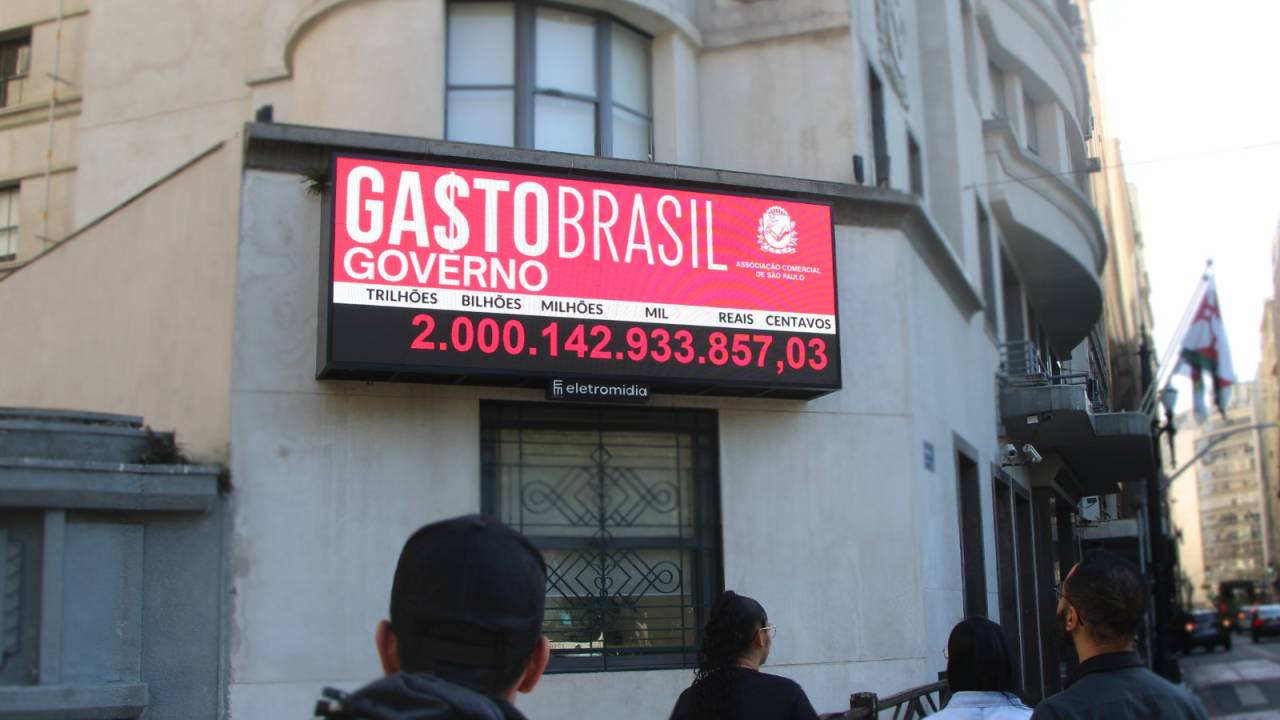 GA$TOBRASIL
GOVERNO
ASSOCIAÇÃO COMERCIAL
DE SÃO PAULO
TRILHÕES BILHÕES MILHÕES MIL REAIS CENTAVOS
2.000.142.933.857,03
eletromidia